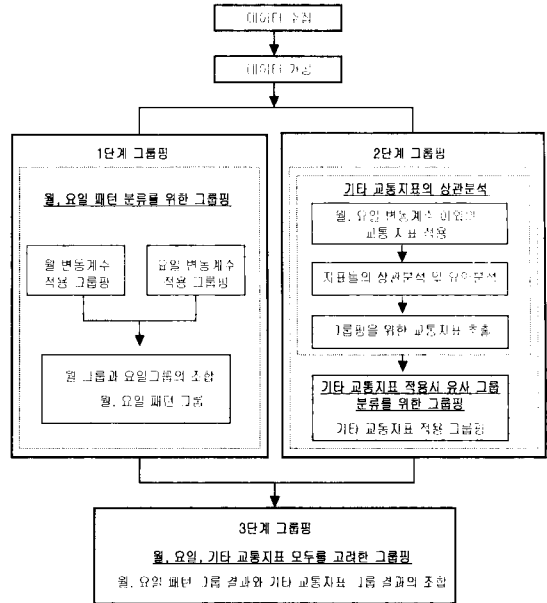 데이터 수집
데이터 가공
1단계 그룹핑
월, 요일 패턴 분류를 위한 그룹핑
월 변동계수
적용 그룹핑
요일 변동계수
적용 그룹핑
월 그룹과 요일그룹의 조합
월, 요일 패턴 그룹
2단계 그룹핑
기타 교통지표의 상관분석
월, 요일 변동계수 이외의
교통 지표 적용
지표들의 상관분석 및 요인분석
그룹핑을 위한 교통지표 추출
기타 교통지표 적용시 유사 그룹
분류를 위한 그룹핑
기타 교통지표 적용 그룹핑
3단계 그룹핑
월, 요일, 기타 교통지표 모두를 고려한 그룹핑
월, 요일 패턴 그룹 결과와 기타 교통지표 그룹 결과의 조합